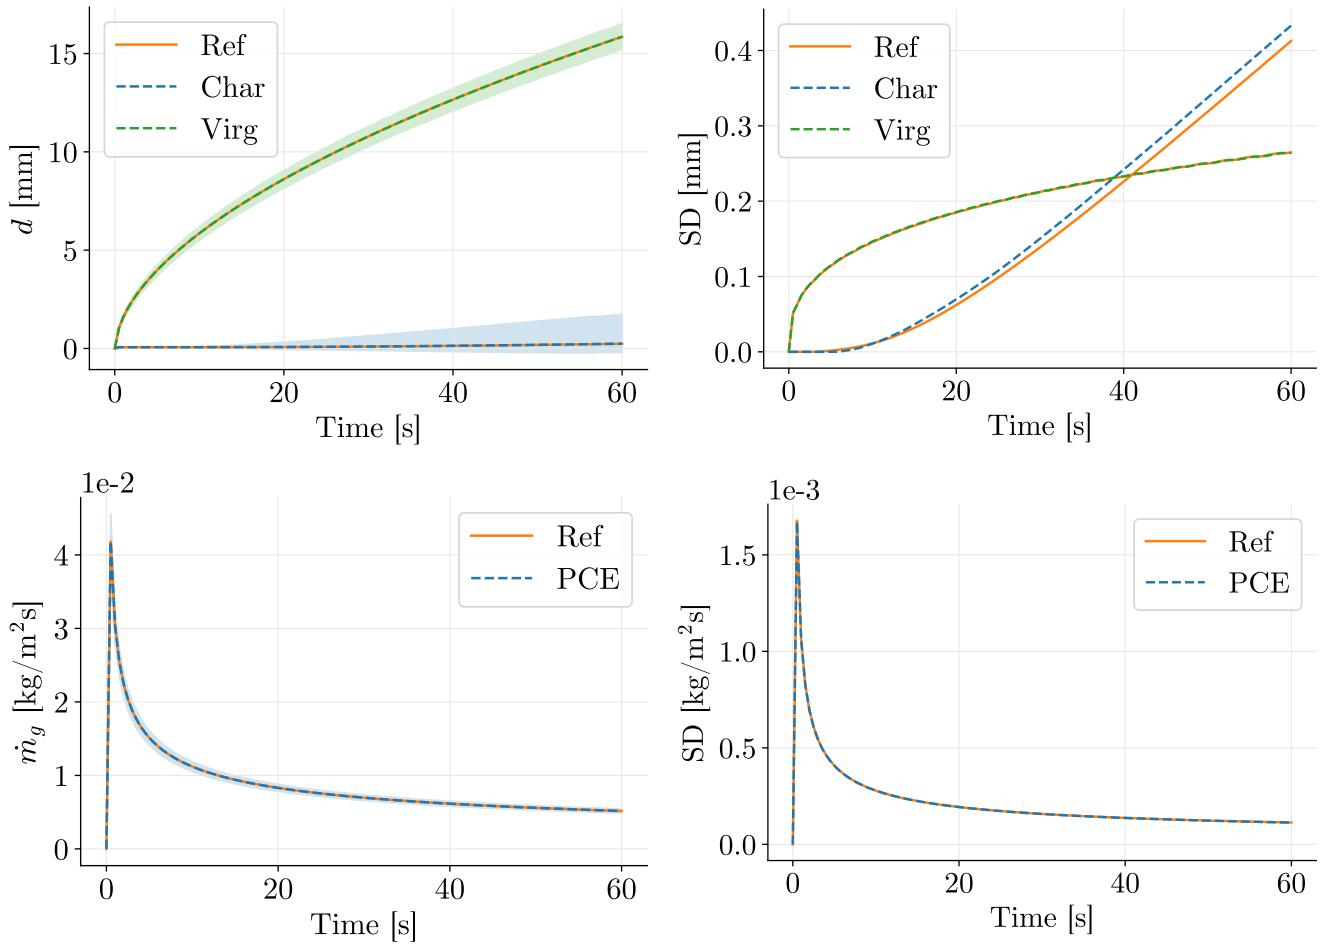 Ref
Char
Virg
15
10
5
0
d [mm]
0
20
40
60
Time [s]
Ref
Char
Virg
0.4
0.3
0.2
0.1
0.0
SD [mm]
0
20
40
60
Time [s]
1e-2
Ref
PCE
4
3
2
1
0
ṁ_g [kg/m²s]
0
20
40
60
Time [s]
1e-3
Ref
PCE
1.5
1.0
0.5
0.0
SD [kg/m²s]
0
20
40
60
Time [s]